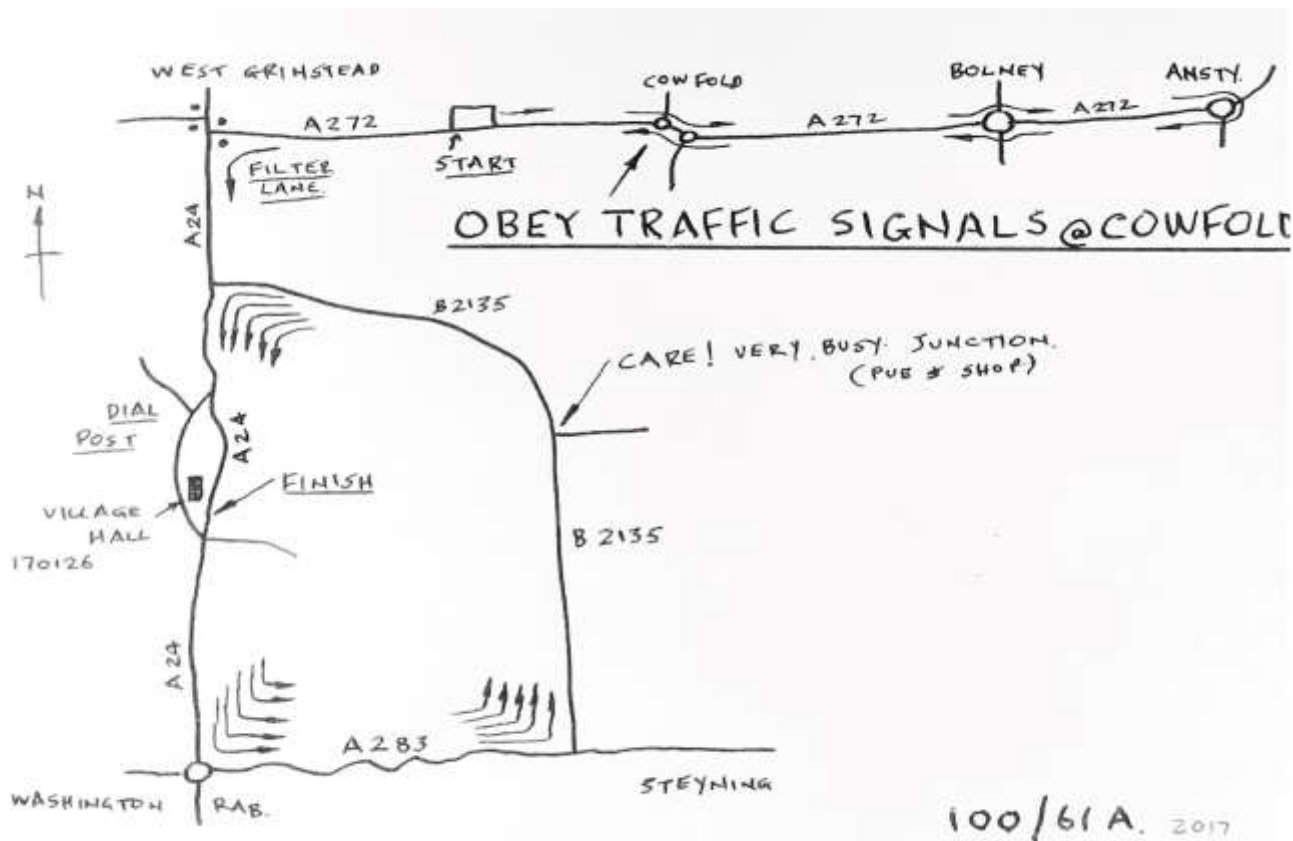 WEST GRINSTEAD
COWFOLD
BOLNEY
ANSTY.
A272
START
A272
A272
FILTER
LANE.
N
A24
OBEY TRAFFIC SIGNALS @COWFOLD
B2135
CARE! VERY BUSY JUNCTION.
(PUB & SHOP)
DIAL
POST
A24
FINISH
VILLAGE
HALL
170126
B2135
A24
A283
STEYNING
WASHINGTON RAB.
100/61A. 2017